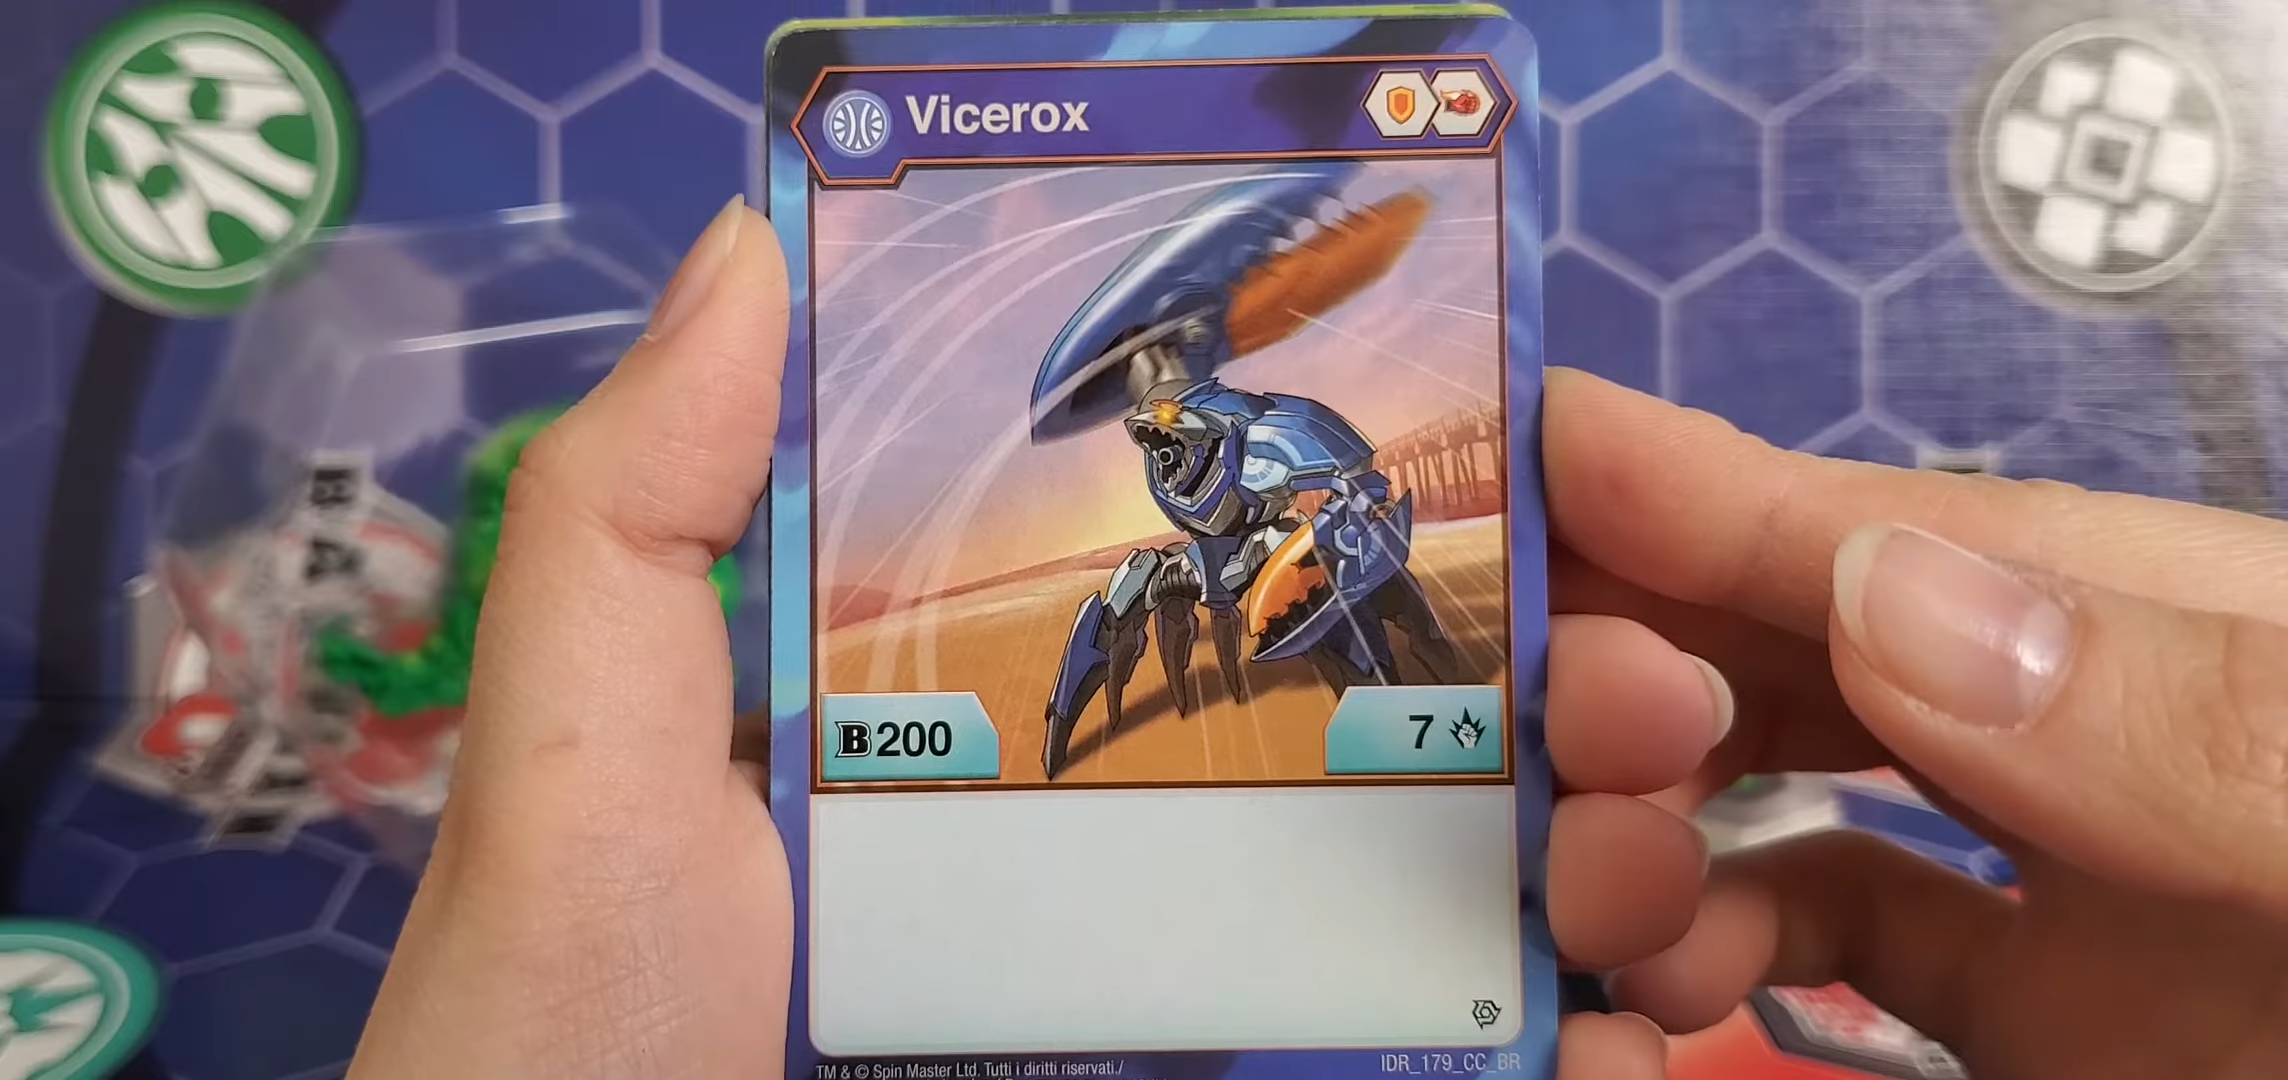 Vicerox
B200
7
TM & © Spin Master Ltd. Tutti i diritti riservati./
IDR_179_CC_BR